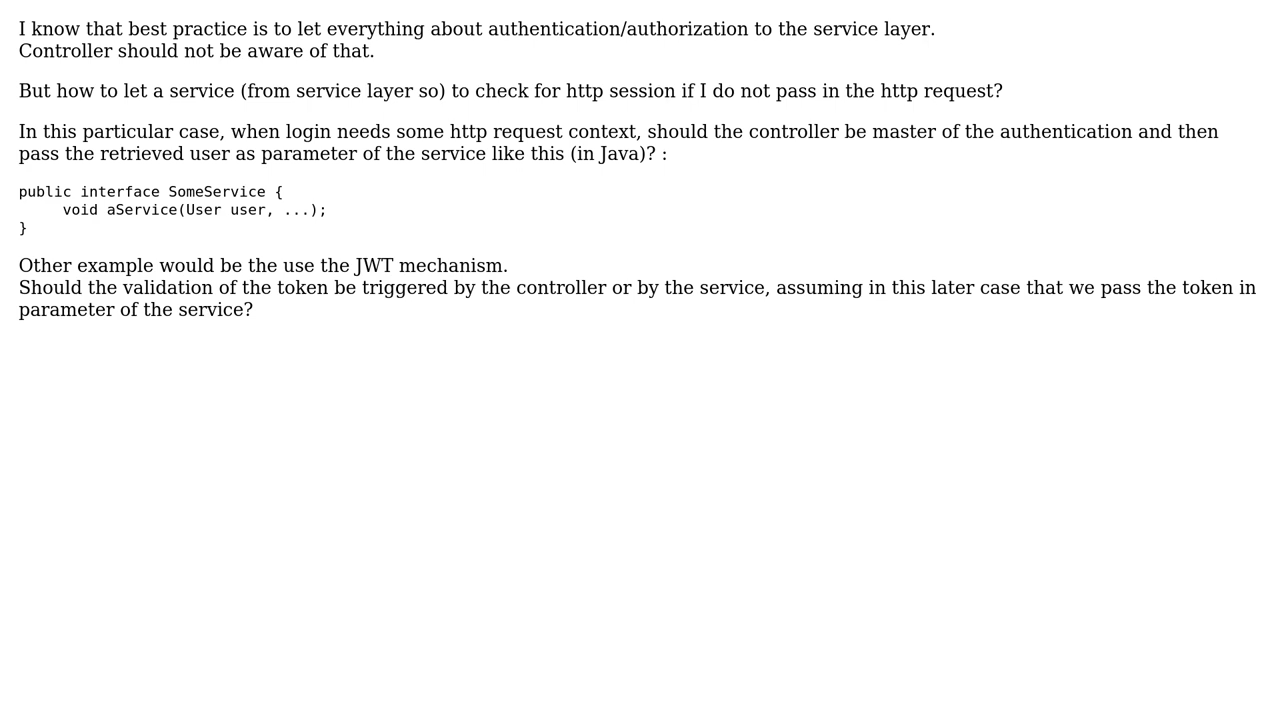 I know that best practice is to let everything about authentication/authorization to the service layer.
Controller should not be aware of that.
But how to let a service (from service layer so) to check for http session if I do not pass in the http request?
In this particular case, when login needs some http request context, should the controller be master of the authentication and then
pass the retrieved user as parameter of the service like this (in Java)? :
public interface SomeService {
     void aService(User user, ...);
}
Other example would be the use the JWT mechanism.
Should the validation of the token be triggered by the controller or by the service, assuming in this later case that we pass the token in
parameter of the service?